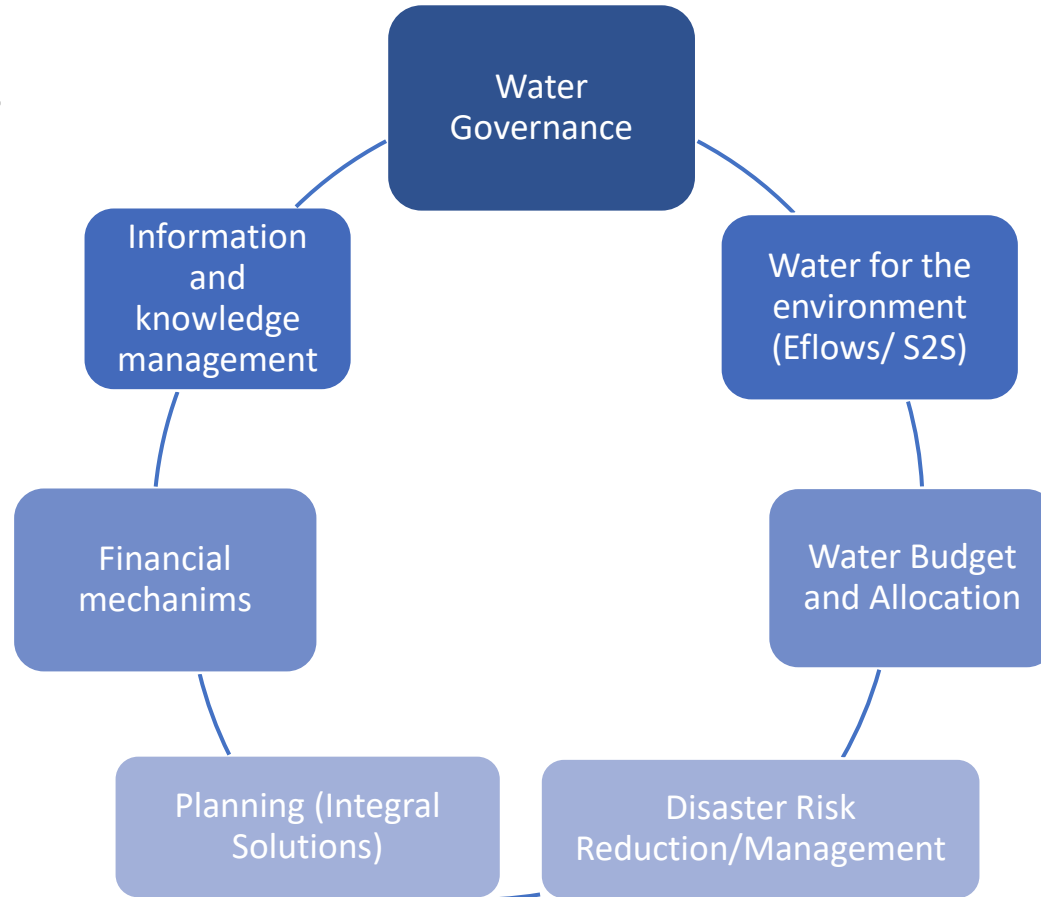 Water
Governance
Information
and
knowledge
management
Water for the
environment
(Eflows/ S2S)
Financial
mechanims
Water Budget
and Allocation
Planning (Integral
Solutions)
Disaster Risk
Reduction/Management